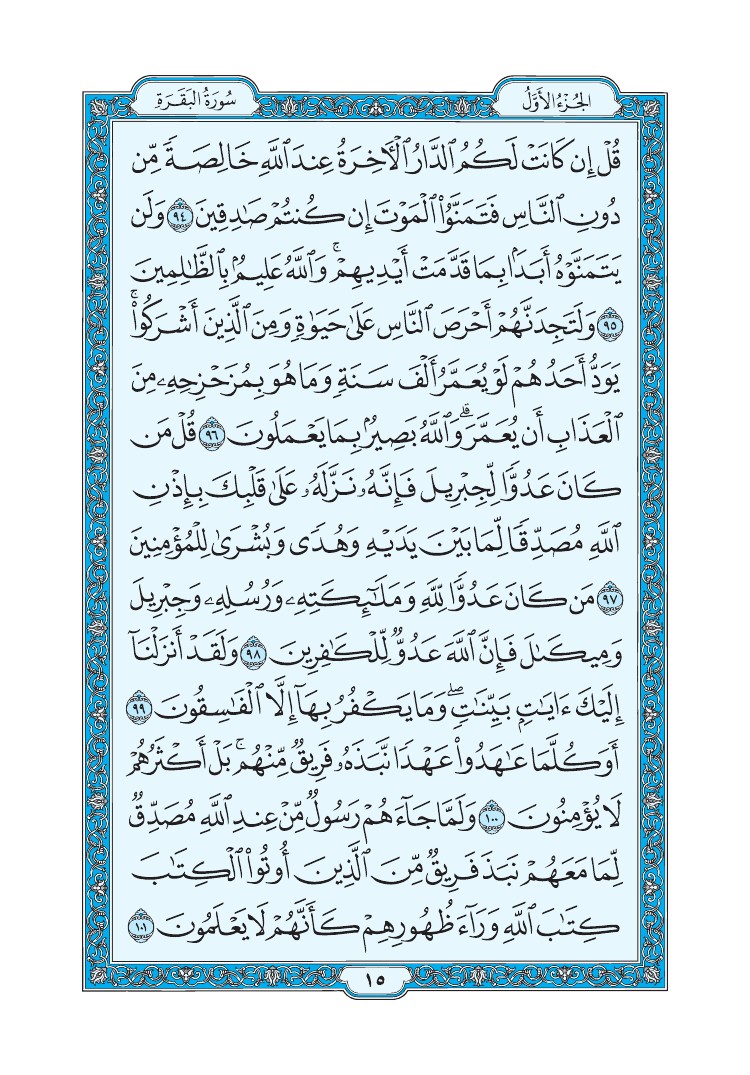 الجُزْءُ الأَوَّلُ
سُورَةُ البَقَرَةِ
قُلْ إِن كَانَتْ لَكُمُ ٱلدَّارُ ٱلْأَخِرَةُ عِندَ ٱللَّهِ خَالِصَةً مِّن
دُونِ ٱلنَّاسِ فَتَمَنَّوُاْ ٱلْمَوْتَ إِن كُنتُمْ صَٰدِقِينَ ٩٤ وَلَن
يَتَمَنَّوْهُ أَبَدَۢا بِمَا قَدَّمَتْ أَيْدِيهِمْۚ وَٱللَّهُ عَلِيمُۢ بِٱلظَّٰلِمِينَ
٩٥ وَلَتَجِدَنَّهُمْ أَحْرَصَ ٱلنَّاسِ عَلَىٰ حَيَوٰةٖ وَمِنَ ٱلَّذِينَ أَشْرَكُواْۚ
يَوَدُّ أَحَدُهُمْ لَوْ يُعَمَّرُ أَلْفَ سَنَةٖ وَمَا هُوَ بِمُزَحْزِحِهِۦ مِنَ
ٱلْعَذَابِ أَن يُعَمَّرَۗ وَٱللَّهُ بَصِيرُۢ بِمَا يَعْمَلُونَ ٩٦ قُلْ مَن
كَانَ عَدُوّٗا لِّجِبْرِيلَ فَإِنَّهُۥ نَزَّلَهُۥ عَلَىٰ قَلْبِكَ بِإِذْنِ
ٱللَّهِ مُصَدِّقٗا لِّمَا بَيْنَ يَدَيْهِ وَهُدٗى وَبُشْرَىٰ لِلْمُؤْمِنِينَ
٩٧ مَن كَانَ عَدُوّٗا لِّلَّهِ وَمَلَٰٓئِكَتِهِۦ وَرُسُلِهِۦ وَجِبْرِيلَ
وَمِيكَىٰلَ فَإِنَّ ٱللَّهَ عَدُوّٞ لِّلْكَٰفِرِينَ ٩٨ وَلَقَدْ أَنزَلْنَآ
إِلَيْكَ ءَايَٰتِۭ بَيِّنَٰتٖۖ وَمَا يَكْفُرُ بِهَآ إِلَّا ٱلْفَٰسِقُونَ ٩٩
أَوَكُلَّمَا عَٰهَدُواْ عَهْدٗا نَّبَذَهُۥ فَرِيقٞ مِّنْهُمۚ بَلْ أَكْثَرُهُمْ
لَا يُؤْمِنُونَ ١٠٠ وَلَمَّا جَآءَهُمْ رَسُولٞ مِّنْ عِندِ ٱللَّهِ مُصَدِّقٞ
لِّمَا مَعَهُمْ نَبَذَ فَرِيقٞ مِّنَ ٱلَّذِينَ أُوتُواْ ٱلْكِتَٰبَ
كِتَٰبَ ٱللَّهِ وَرَآءَ ظُهُورِهِمْ كَأَنَّهُمْ لَا يَعْلَمُونَ ١٠١
١٥